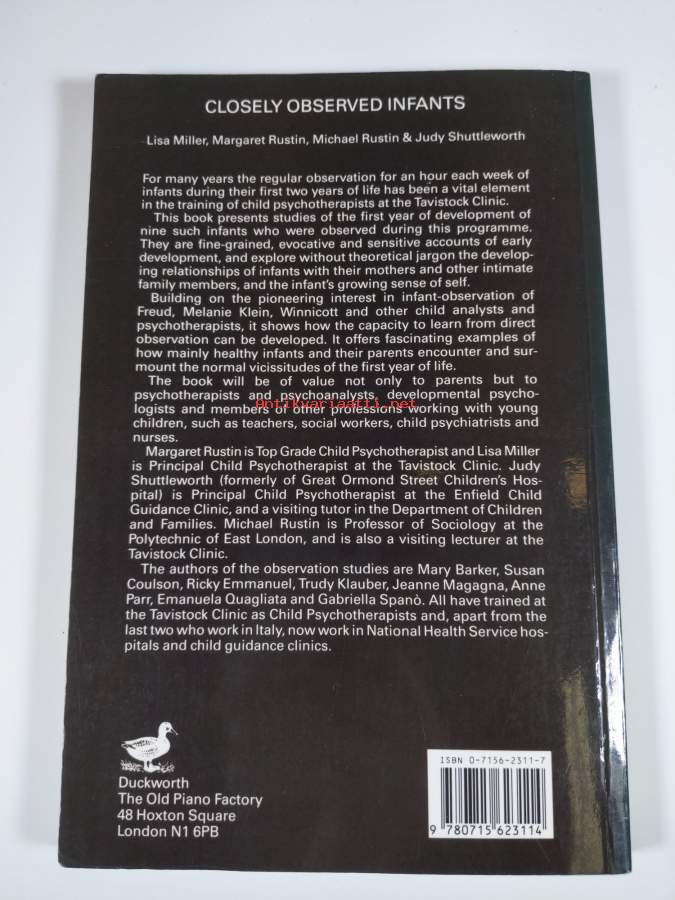 CLOSELY OBSERVED INFANTS
Lisa Miller, Margaret Rustin, Michael Rustin & Judy Shuttleworth
For many years the regular observation for an hour each week of
infants during their first two years of life has been a vital element
in the training of child psychotherapists at the Tavistock Clinic.
This book presents studies of the first year of development of
nine such infants who were observed during this programme.
They are fine-grained, evocative and sensitive accounts of early
development, and explore without theoretical jargon the develop-
ing relationships of infants with their mothers and other intimate
family members, and the infant's growing sense of self.
Building on the pioneering interest in infant-observation of
Freud, Melanie Klein, Winnicott and other child analysts and
psychotherapists, it shows how the capacity to learn from direct
observation can be developed. It offers fascinating examples of
how mainly healthy infants and their parents encounter and sur-
mount the normal vicissitudes of the first year of life.
The book will be of value not only to parents but to
psychotherapists and psychoanalysts, developmental psycho-
Antikvariaatti.net
logists and members of other professions working with young
children, such as teachers, social workers, child psychiatrists and
nurses.
Margaret Rustin is Top Grade Child Psychotherapist and Lisa Miller
is Principal Child Psychotherapist at the Tavistock Clinic. Judy
Shuttleworth (formerly of Great Ormond Street Children's Hos-
pital) is Principal Child Psychotherapist at the Enfield Child
Guidance Clinic, and a visiting tutor in the Department of Children
and Families. Michael Rustin is Professor of Sociology at the
Polytechnic of East London, and is also a visiting lecturer at the
Tavistock Clinic.
The authors of the observation studies are Mary Barker, Susan
Coulson, Ricky Emmanuel, Trudy Klauber, Jeanne Magagna, Anne
Parr, Emanuela Quagliata and Gabriella Spanò. All have trained at
the Tavistock Clinic as Child Psychotherapists and, apart from the
last two who work in Italy, now work in National Health Service hos-
pitals and child guidance clinics.
Duckworth
The Old Piano Factory
48 Hoxton Square
London N1 6PB
ISBN 0-7156-2311-7
9 780715 623114